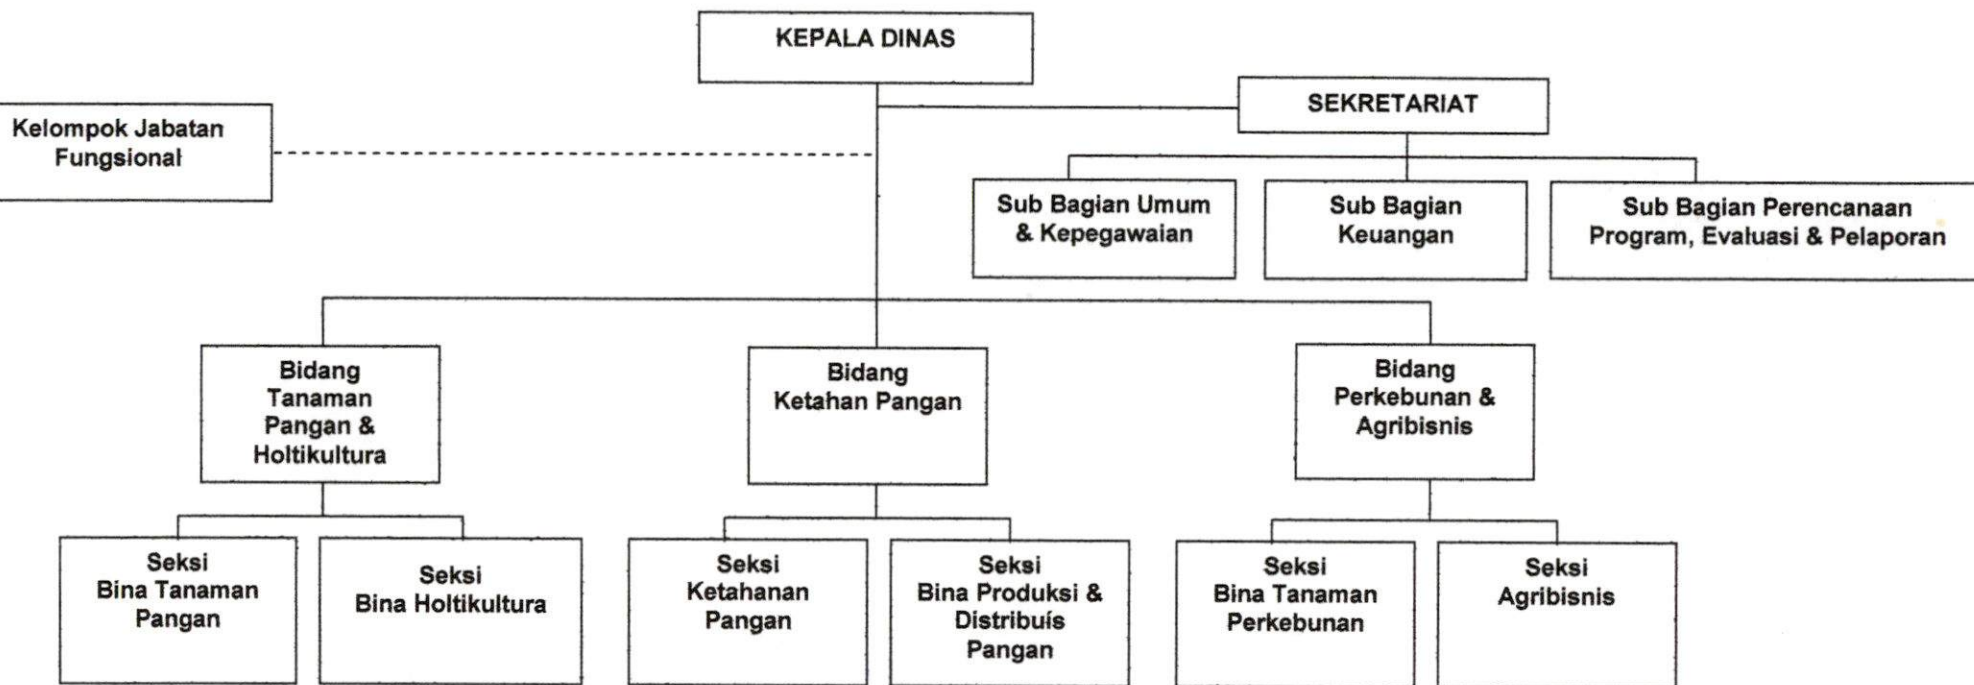 KEPALA DINAS
SEKRETARIAT
Kelompok Jabatan
Fungsional
Sub Bagian Umum
& Kepegawaian
Sub Bagian
Keuangan
Sub Bagian Perencanaan
Program, Evaluasi & Pelaporan
Bidang
Tanaman
Pangan &
Holtikultura
Bidang
Ketahan Pangan
Bidang
Perkebunan &
Agribisnis
Seksi
Bina Tanaman
Pangan
Seksi
Bina Holtikultura
Seksi
Ketahanan
Pangan
Seksi
Bina Produksi &
Distribuís
Pangan
Seksi
Bina Tanaman
Perkebunan
Seksi
Agribisnis